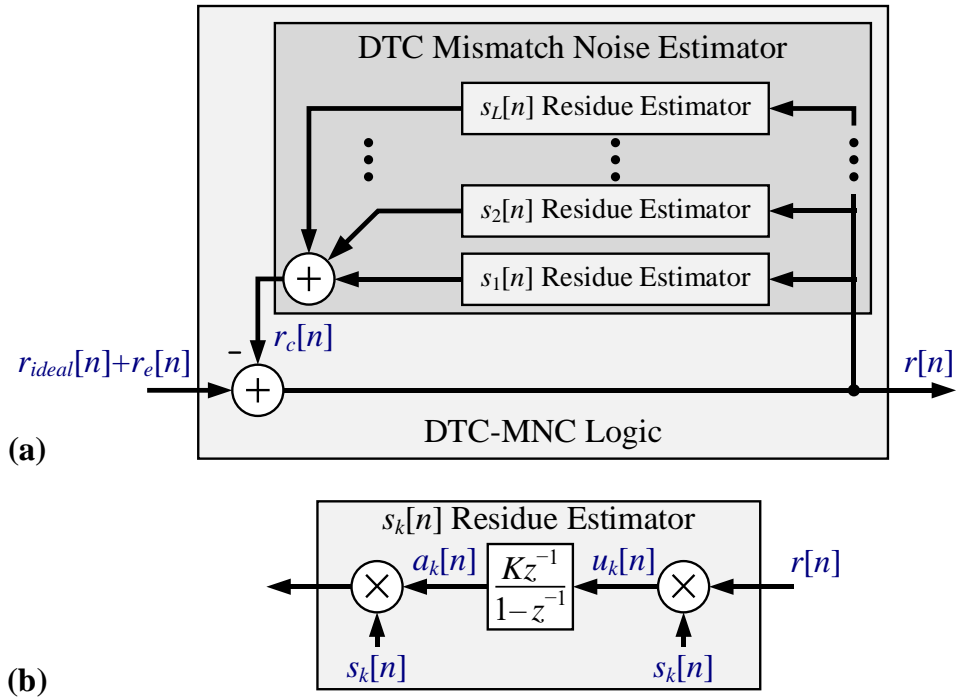 DTC Mismatch Noise Estimator
s_L[n] Residue Estimator
s_2[n] Residue Estimator
+
s_1[n] Residue Estimator
r_c[n]
-
r_ideal[n]+r_e[n]
+
r[n]
DTC-MNC Logic
(a)
s_k[n] Residue Estimator
×
a_k[n]
Kz^{-1}
1-z^{-1}
u_k[n]
×
r[n]
s_k[n]
s_k[n]
(b)